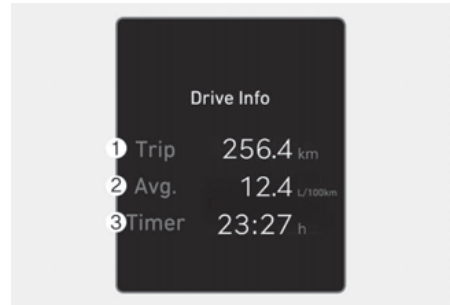 Drive Info
1 Trip 256.4 km
2 Avg. 12.4 L/100km
3 Timer 23:27 h